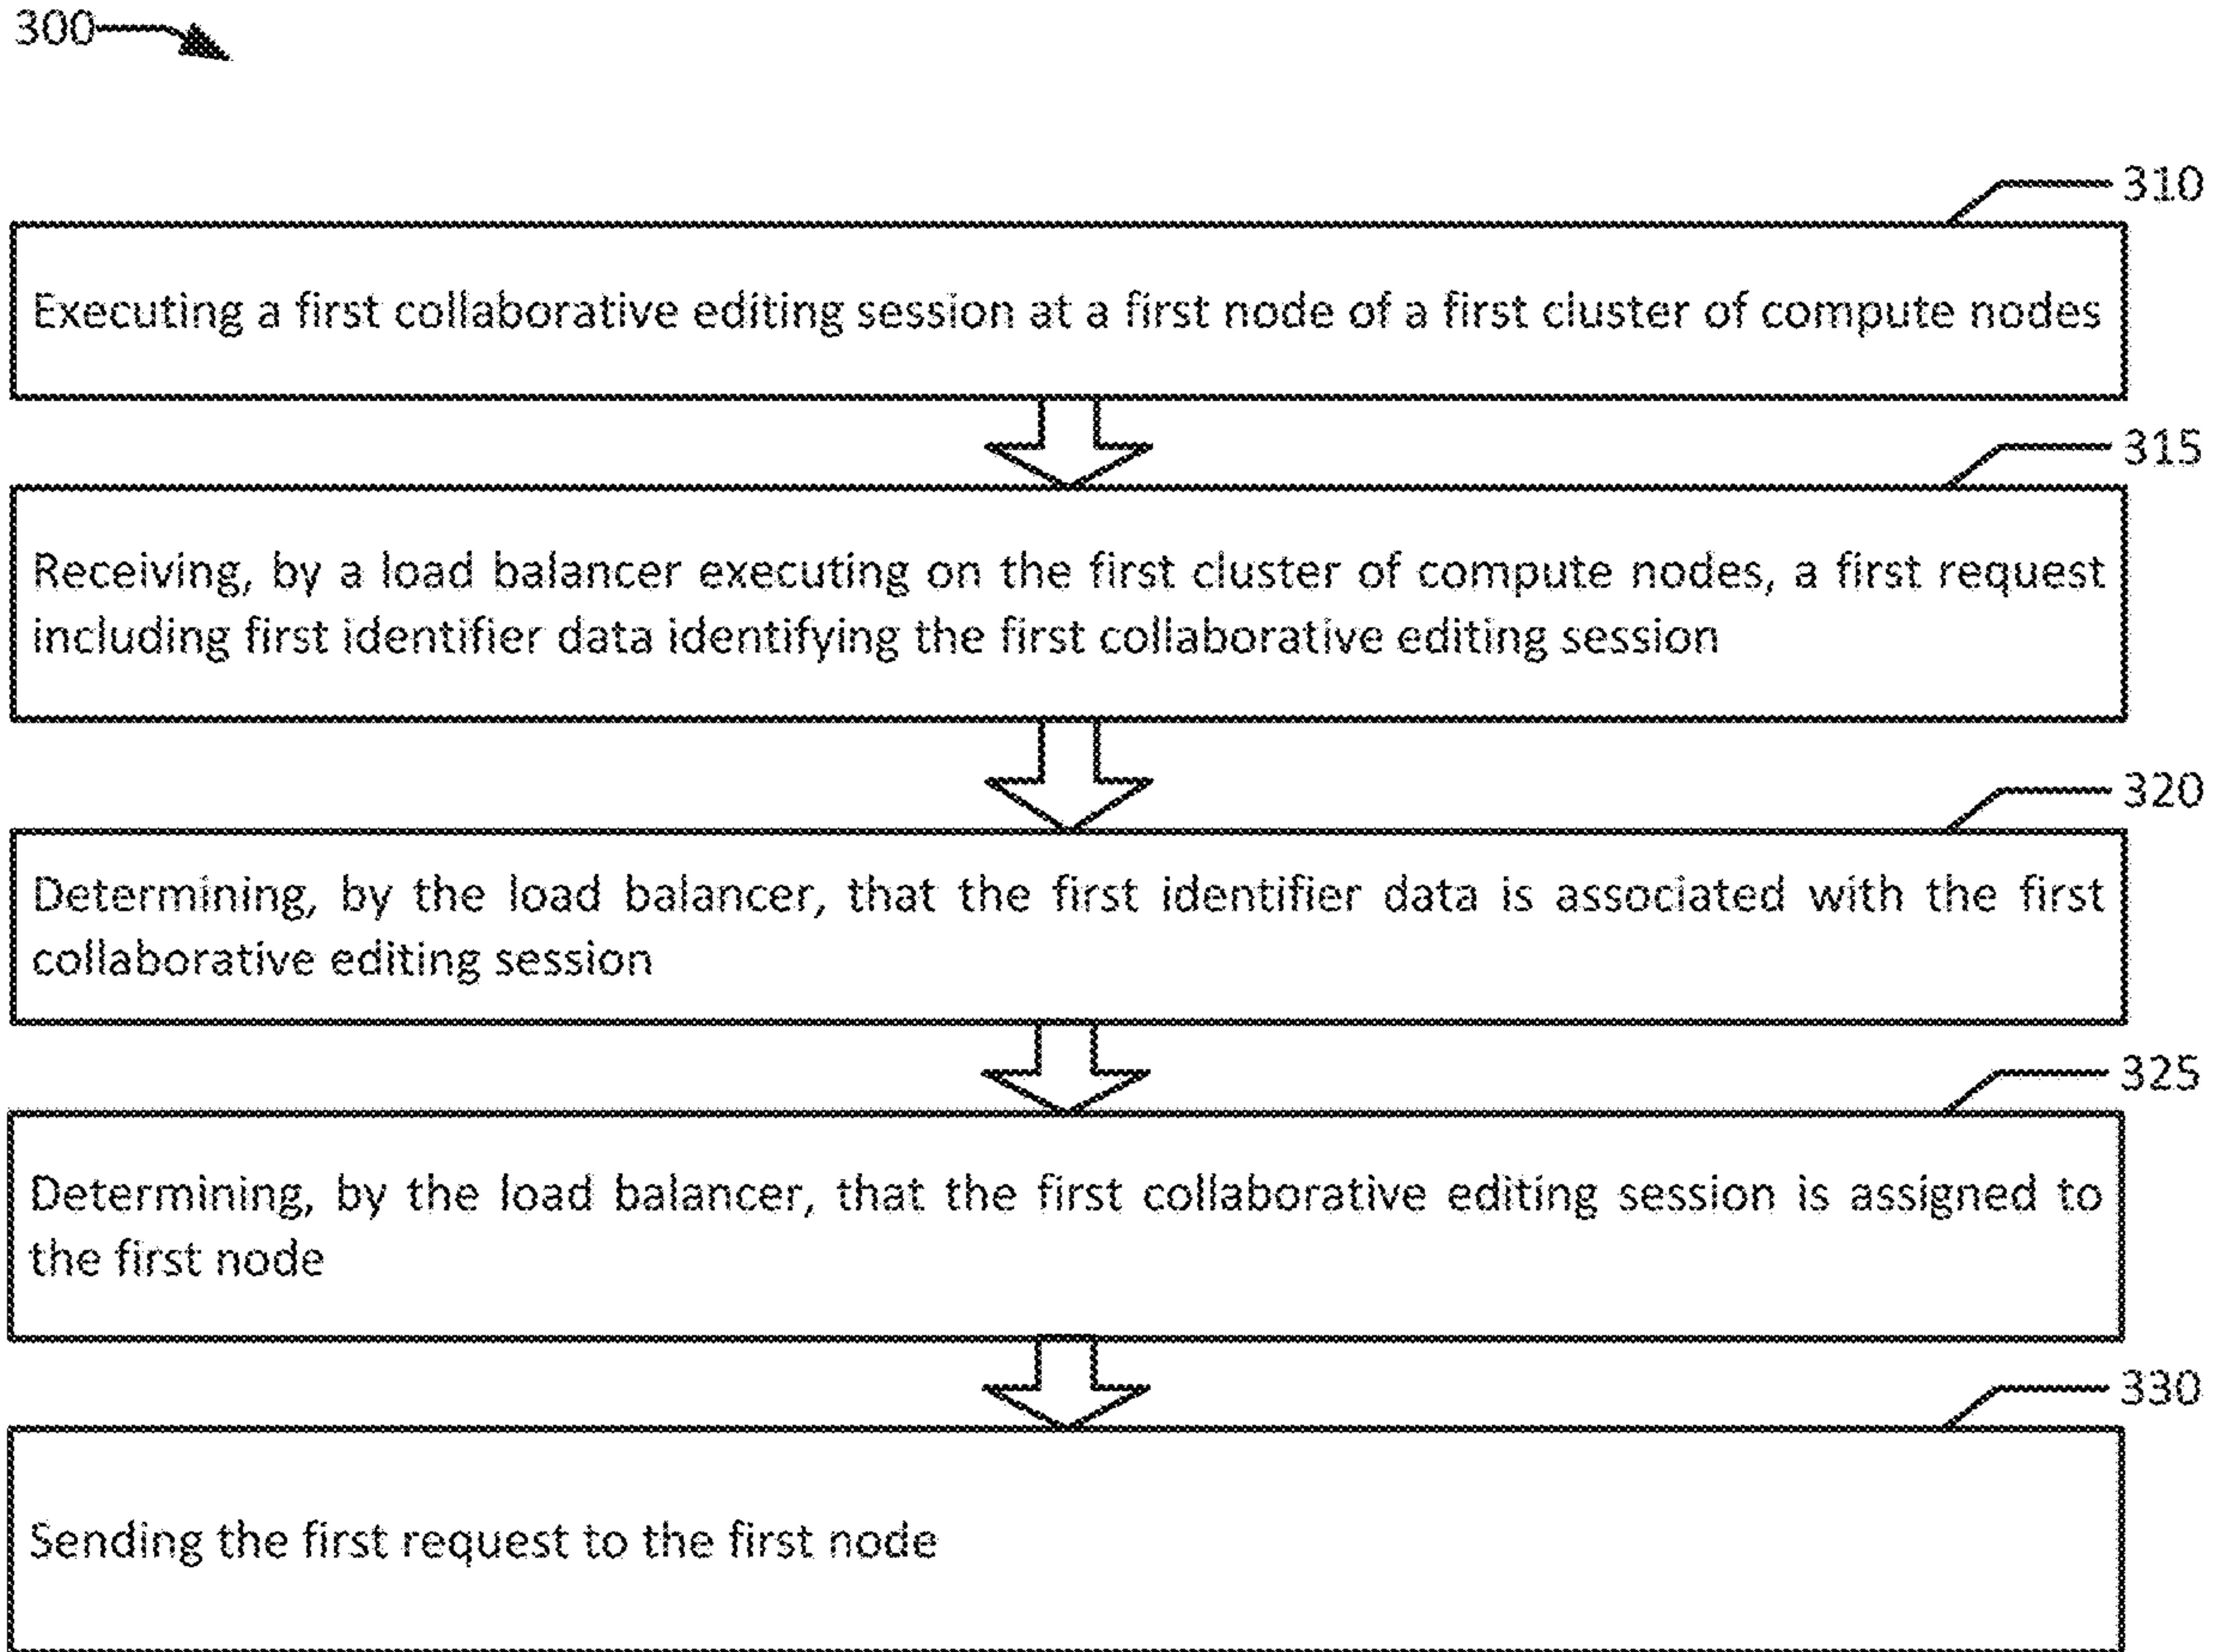 300
310
Executing a first collaborative editing session at a first node of a first cluster of compute nodes
315
Receiving, by a load balancer executing on the first cluster of compute nodes, a first request
including first identifier data identifying the first collaborative editing session
320
Determining, by the load balancer, that the first identifier data is associated with the first
collaborative editing session
325
Determining, by the load balancer, that the first collaborative editing session is assigned to
the first node
330
Sending the first request to the first node